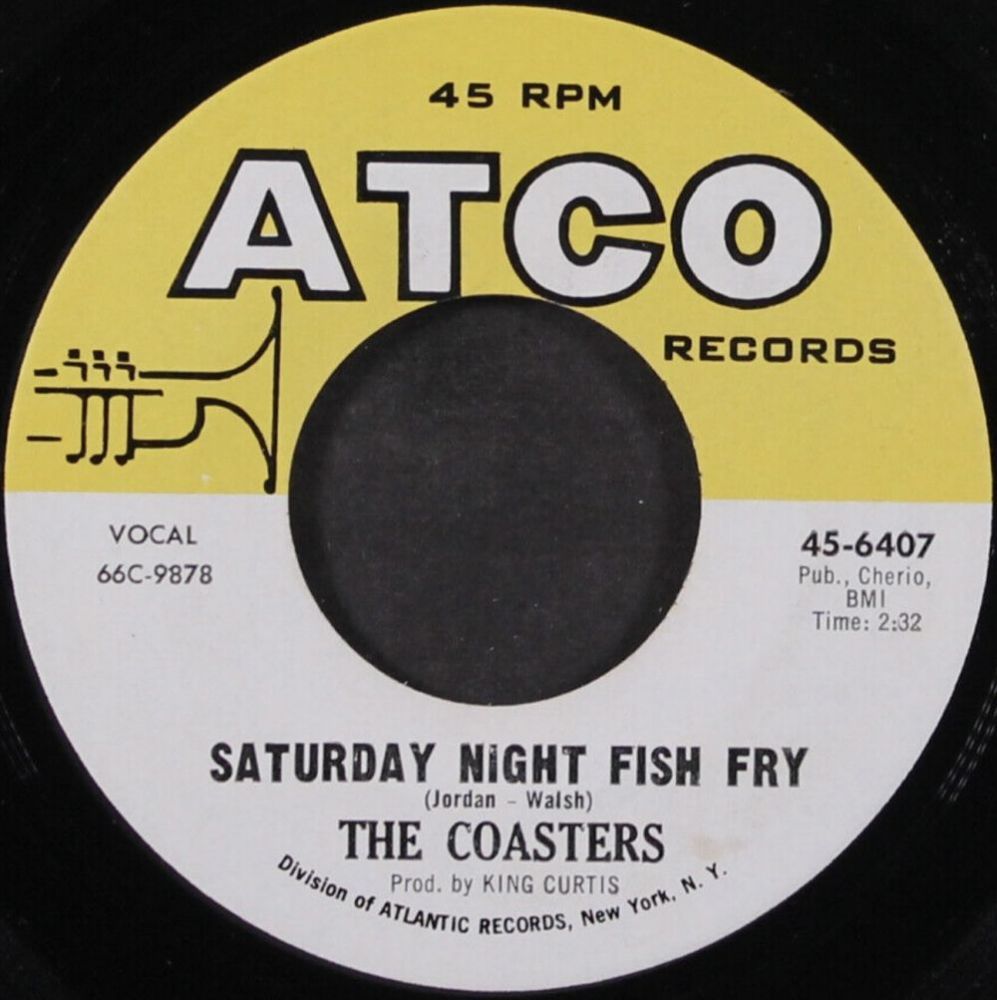 45 RPM
ATCO
RECORDS
VOCAL
66C-9878
45-6407
Pub., Cherio,
BMI
Time: 2:32
SATURDAY NIGHT FISH FRY
(Jordan - Walsh)
THE COASTERS
Prod. by KING CURTIS
Division of ATLANTIC RECORDS, New York, N. Y.